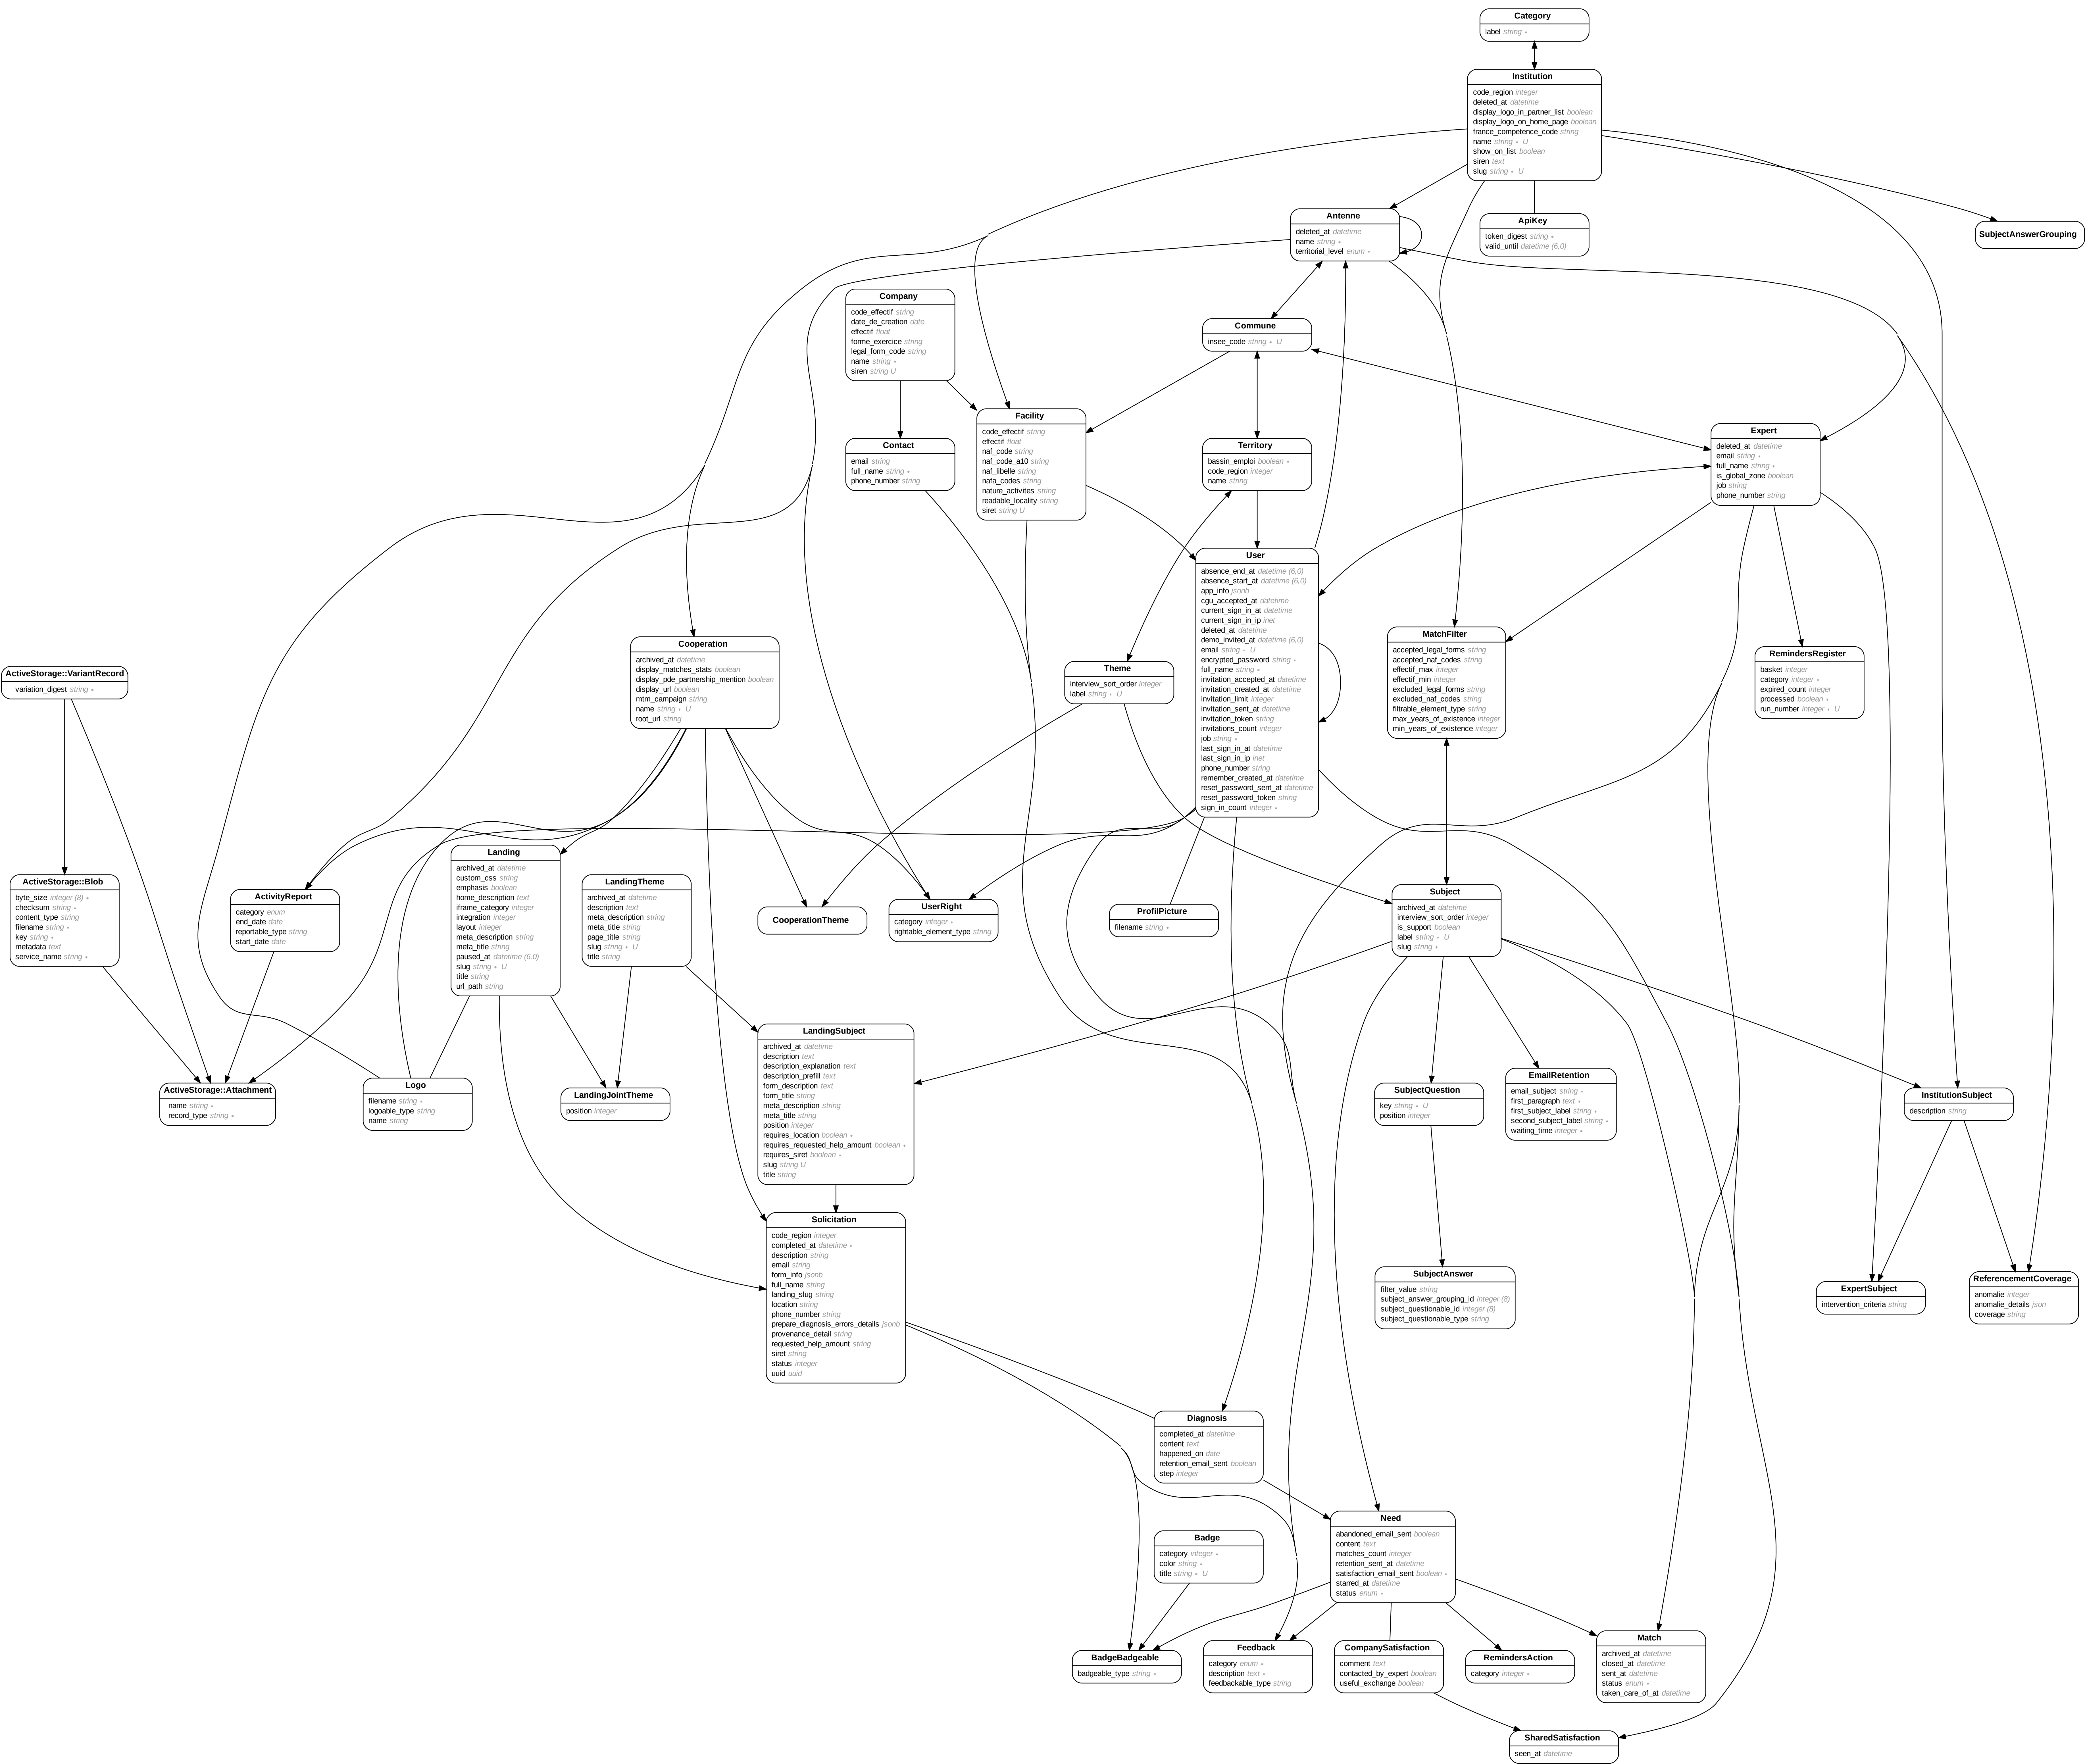 Category
label string ∗
Institution
code_region integer
deleted_at datetime
display_logo_in_partner_list boolean
display_logo_on_home_page boolean
france_competence_code string
name string ∗ U
show_on_list boolean
siren text
slug string ∗ U
Antenne
deleted_at datetime
name string ∗
territorial_level enum ∗
ApiKey
token_digest string ∗
valid_until datetime (6,0)
SubjectAnswerGrouping
Company
code_effectif string
date_de_creation date
effectif float
forme_exercice string
legal_form_code string
name string ∗
siren string U
Commune
insee_code string ∗ U
Facility
code_effectif string
effectif float
naf_code string
naf_code_a10 string
naf_libelle string
nafa_codes string
nature_activites string
readable_locality string
siret string U
Contact
email string
full_name string ∗
phone_number string
Territory
bassin_emploi boolean ∗
code_region integer
name string
Expert
deleted_at datetime
email string ∗
full_name string ∗
is_global_zone boolean
job string
phone_number string
User
absence_end_at datetime (6,0)
absence_start_at datetime (6,0)
app_info jsonb
cgu_accepted_at datetime
current_sign_in_at datetime
current_sign_in_ip inet
deleted_at datetime
demo_invited_at datetime (6,0)
email string ∗ U
encrypted_password string ∗
full_name string ∗
invitation_accepted_at datetime
invitation_created_at datetime
invitation_limit integer
invitation_sent_at datetime
invitation_token string
invitations_count integer
job string ∗
last_sign_in_at datetime
last_sign_in_ip inet
phone_number string
remember_created_at datetime
reset_password_sent_at datetime
reset_password_token string
sign_in_count integer ∗
Cooperation
archived_at datetime
display_matches_stats boolean
display_pde_partnership_mention boolean
display_url boolean
mtm_campaign string
name string ∗ U
root_url string
Theme
interview_sort_order integer
label string ∗ U
MatchFilter
accepted_legal_forms string
accepted_naf_codes string
effectif_max integer
effectif_min integer
excluded_legal_forms string
excluded_naf_codes string
filtrable_element_type string
max_years_of_existence integer
min_years_of_existence integer
RemindersRegister
basket integer
category integer ∗
expired_count integer
processed boolean ∗
run_number integer ∗ U
ActiveStorage::VariantRecord
variation_digest string ∗
ActiveStorage::Blob
byte_size integer (8) ∗
checksum string ∗
content_type string
filename string ∗
key string ∗
metadata text
service_name string ∗
ActivityReport
category enum
end_date date
reportable_type string
start_date date
Landing
archived_at datetime
custom_css string
emphasis boolean
home_description text
iframe_category integer
integration integer
layout integer
meta_description string
meta_title string
paused_at datetime (6,0)
slug string ∗ U
title string
url_path string
LandingTheme
archived_at datetime
description text
meta_description string
meta_title string
page_title string
slug string ∗ U
title string
CooperationTheme
UserRight
category integer ∗
rightable_element_type string
ProfilPicture
filename string ∗
Subject
archived_at datetime
interview_sort_order integer
is_support boolean
label string ∗ U
slug string ∗
LandingSubject
archived_at datetime
description text
description_explanation text
description_prefill text
form_description text
form_title string
meta_description string
meta_title string
position integer
requires_location boolean ∗
requires_requested_help_amount boolean ∗
requires_siret boolean ∗
slug string U
title string
ActiveStorage::Attachment
name string ∗
record_type string ∗
Logo
filename string ∗
logoable_type string
name string
LandingJointTheme
position integer
SubjectQuestion
key string ∗ U
position integer
EmailRetention
email_subject string ∗
first_paragraph text ∗
first_subject_label string ∗
second_subject_label string ∗
waiting_time integer ∗
InstitutionSubject
description string
Solicitation
code_region integer
completed_at datetime ∗
description string
email string
form_info jsonb
full_name string
landing_slug string
location string
phone_number string
prepare_diagnosis_errors_details jsonb
provenance_detail string
requested_help_amount string
siret string
status integer
uuid uuid
SubjectAnswer
filter_value string
subject_answer_grouping_id integer (8)
subject_questionable_id integer (8)
subject_questionable_type string
ExpertSubject
intervention_criteria string
ReferencementCoverage
anomalie integer
anomalie_details json
coverage string
Diagnosis
completed_at datetime
content text
happened_on date
retention_email_sent boolean
step integer
Need
abandoned_email_sent boolean
content text
matches_count integer
retention_sent_at datetime
satisfaction_email_sent boolean ∗
starred_at datetime
status enum ∗
Badge
category integer ∗
color string ∗
title string ∗ U
BadgeBadgeable
badgeable_type string ∗
Feedback
category enum ∗
description text ∗
feedbackable_type string
CompanySatisfaction
comment text
contacted_by_expert boolean
useful_exchange boolean
RemindersAction
category integer ∗
Match
archived_at datetime
closed_at datetime
sent_at datetime
status enum ∗
taken_care_of_at datetime
SharedSatisfaction
seen_at datetime